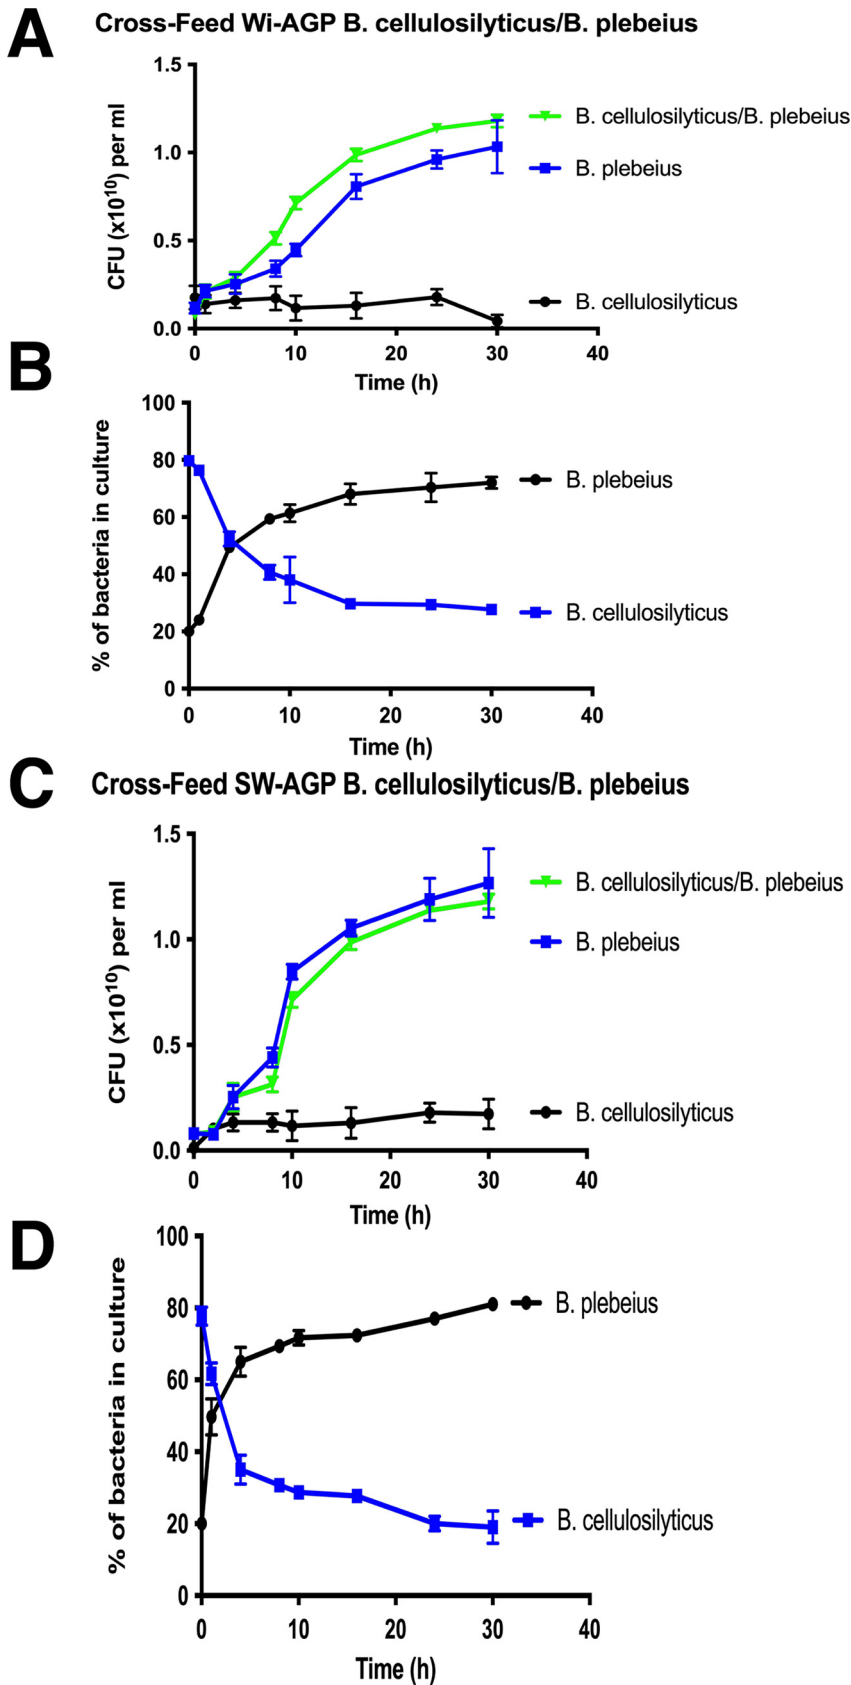 A
Cross-Feed Wi-AGP B. cellulosilyticus/B. plebeius
CFU (x10¹⁰) per ml
1.5
1.0
0.5
0.0
0 10 20 30 40
Time (h)
B. cellulosilyticus/B. plebeius
B. plebeius
B. cellulosilyticus
B
% of bacteria in culture
100
80
60
40
20
0
0 10 20 30 40
Time (h)
B. plebeius
B. cellulosilyticus
C
Cross-Feed SW-AGP B. cellulosilyticus/B. plebeius
CFU (x10¹⁰) per ml
1.5
1.0
0.5
0.0
0 10 20 30 40
Time (h)
B. cellulosilyticus/B. plebeius
B. plebeius
B. cellulosilyticus
D
% of bacteria in culture
100
80
60
40
20
0
0 10 20 30 40
Time (h)
B. plebeius
B. cellulosilyticus